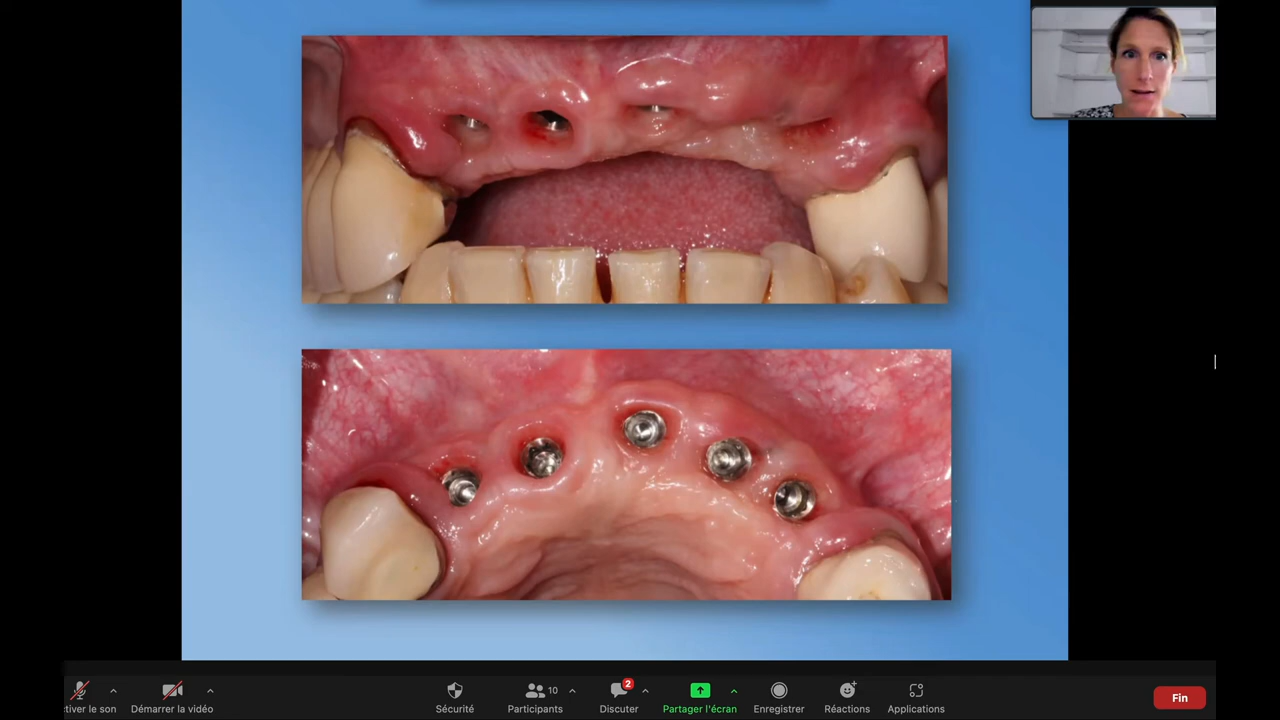 2
10
tiver le son
Démarrer la vidéo
Sécurité
Participants
Discuter
Partager l'écran
Enregistrer
Réactions
Applications
Fin